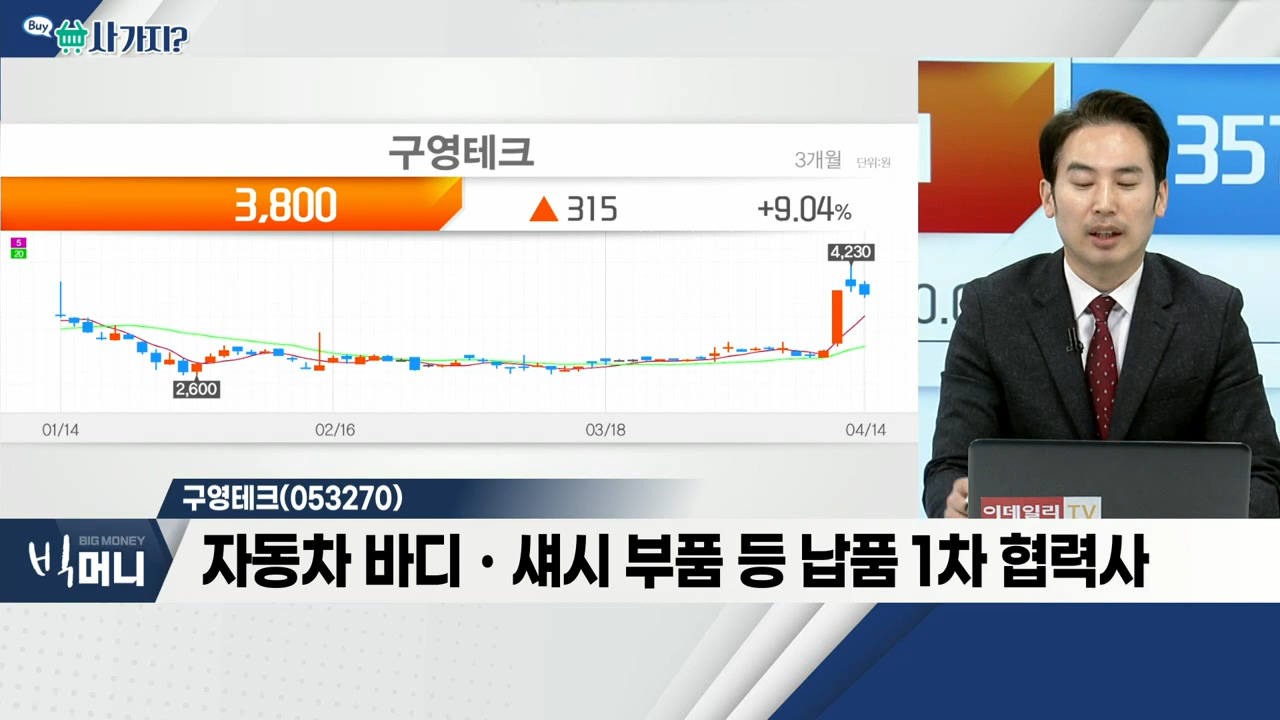 Buy
사가지?
구영테크
3개월 단위:원
3,800
▲ 315
+9.04%
5
20
4,230
2,600
01/14
02/16
03/18
04/14
357
0.0
이데일리TV
구영테크(053270)
BIG MONEY
빅머니
자동차 바디·섀시 부품 등 납품 1차 협력사